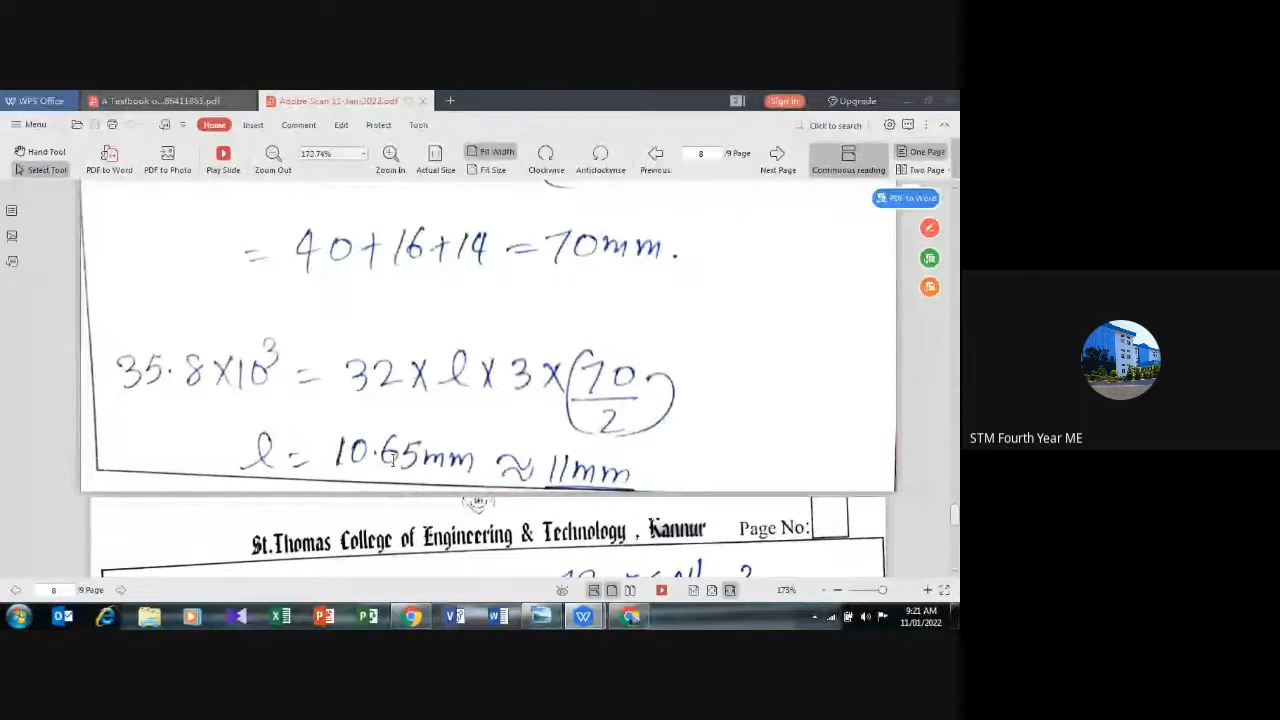 WPS Office A Textbook o...86411863.pdf Adobe Scan 11-Jan-2022.pdf
Sign in Upgrade
Menu Home Insert Comment Edit Protect Tools Click to search
Hand Tool Select Tool PDF to Word PDF to Photo Play Slide Zoom Out 172.74% Zoom In Actual Size Fit Width Fit Size Clockwise Anticlockwise Previous 8 /9 Page Next Page Continuous reading One Page Two Page
PDF to Word
= 40+16+14 = 70mm.
35.8×10³ = 32 × l × 3 × (70/2)
l = 10.65mm ≈ 11mm
St.Thomas College of Engineering & Technology , Kannur Page No:
8 /9 Page 173%
9:21 AM
11/01/2022
STM Fourth Year ME